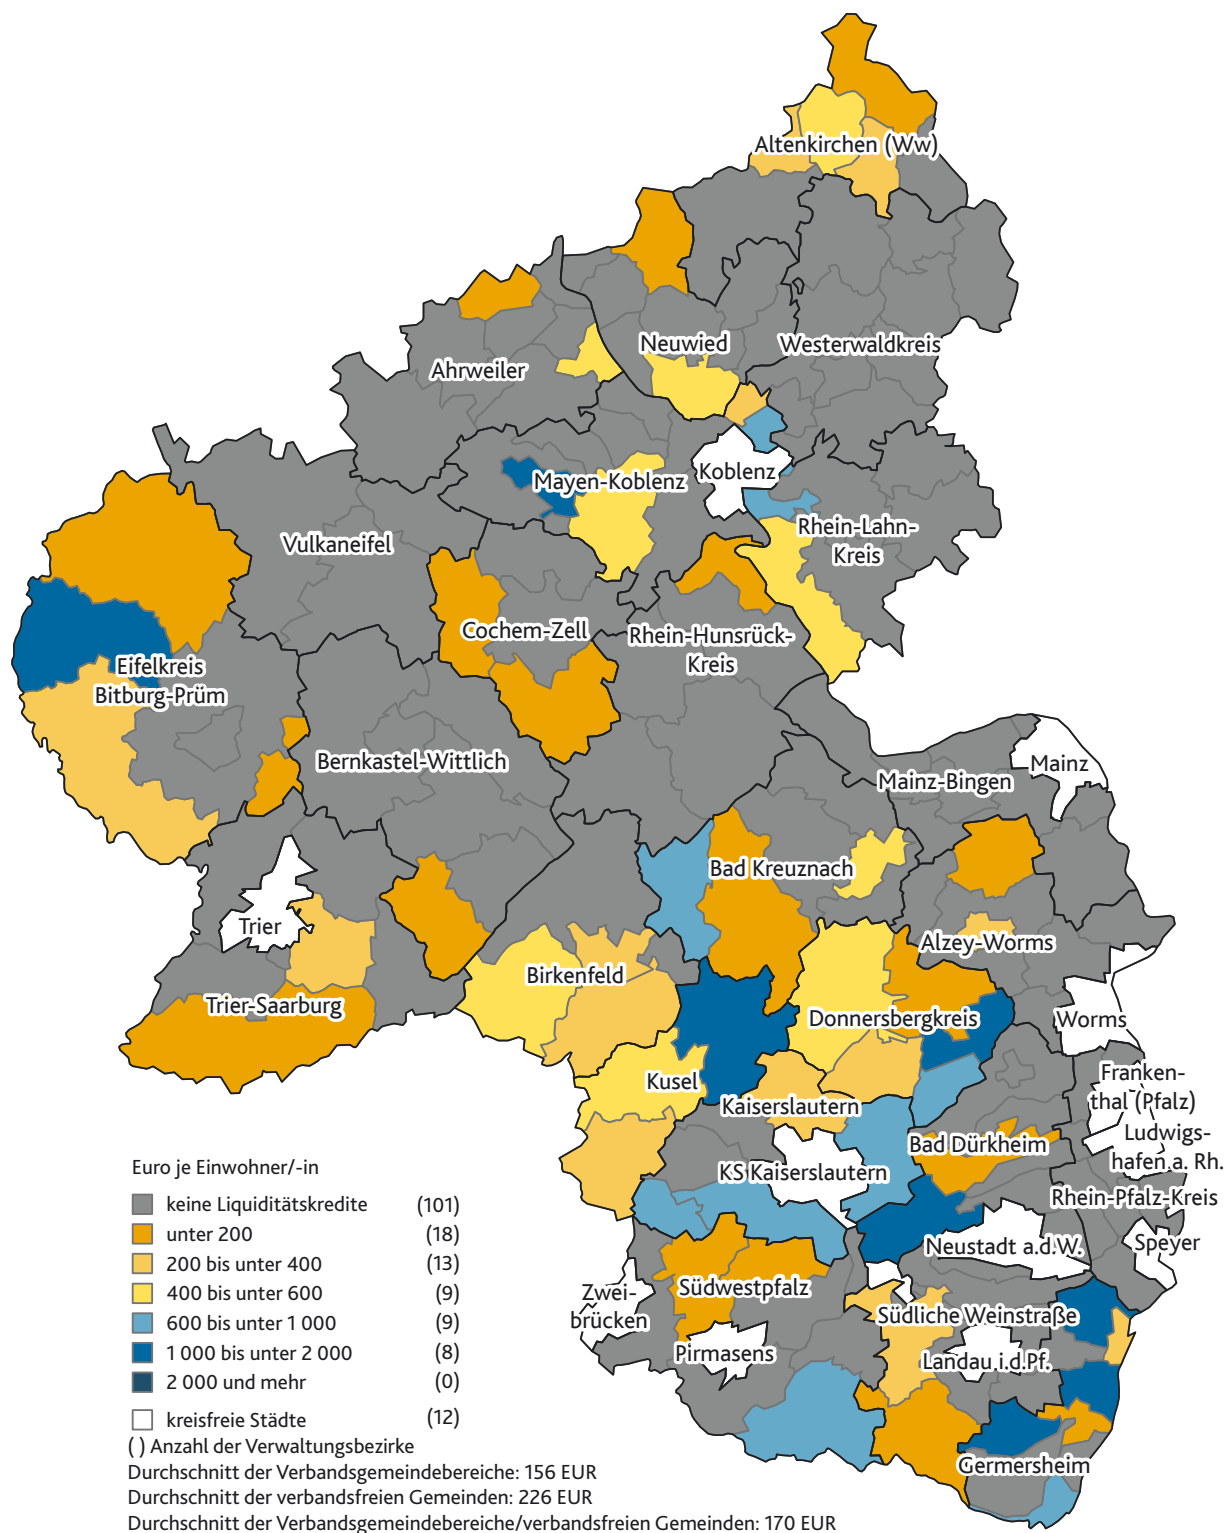 Altenkirchen (Ww)
Neuwied
Westerwaldkreis
Ahrweiler
Koblenz
Mayen-Koblenz
Rhein-Lahn-
Kreis
Vulkaneifel
Cochem-Zell
Rhein-Hunsrück-
Kreis
Eifelkreis
Bitburg-Prüm
Bernkastel-Wittlich
Mainz
Mainz-Bingen
Bad Kreuznach
Trier
Alzey-Worms
Birkenfeld
Trier-Saarburg
Donnersbergkreis
Worms
Kusel
Franken-
thal (Pfalz)
Kaiserslautern
Ludwigs-
hafen a. Rh.
Bad Dürkheim
KS Kaiserslautern
Rhein-Pfalz-Kreis
Neustadt a.d.W.
Speyer
Südwestpfalz
Zwei-
brücken
Südliche Weinstraße
Pirmasens
Landau i.d.Pf.
Germersheim
Euro je Einwohner/-in
keine Liquiditätskredite (101)
unter 200 (18)
200 bis unter 400 (13)
400 bis unter 600 (9)
600 bis unter 1 000 (9)
1 000 bis unter 2 000 (8)
2 000 und mehr (0)
kreisfreie Städte (12)
( ) Anzahl der Verwaltungsbezirke
Durchschnitt der Verbandsgemeindebereiche: 156 EUR
Durchschnitt der verbandsfreien Gemeinden: 226 EUR
Durchschnitt der Verbandsgemeindebereiche/verbandsfreien Gemeinden: 170 EUR